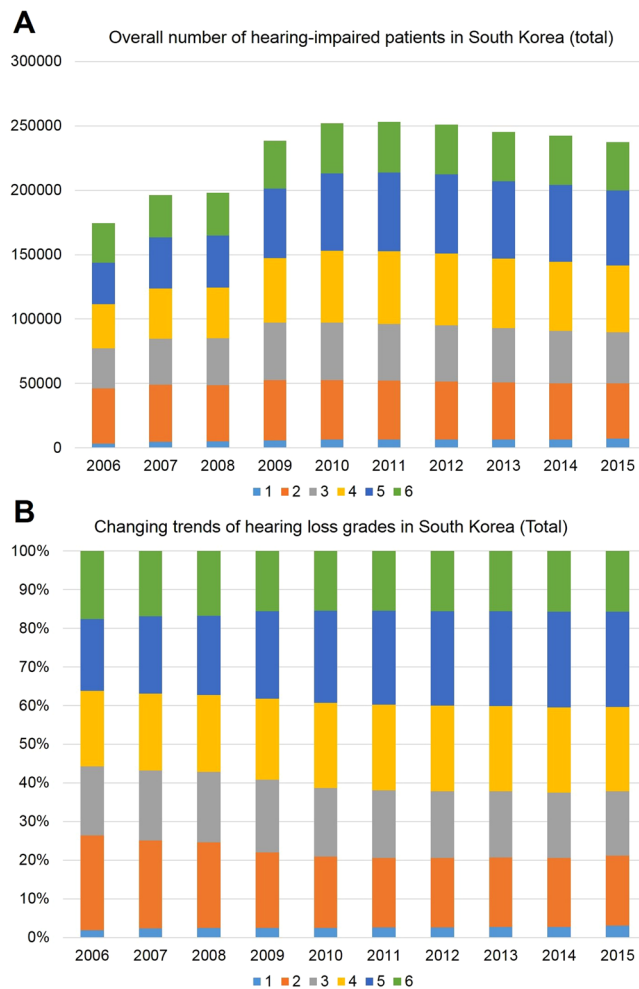 A
Overall number of hearing-impaired patients in South Korea (total)
300000
250000
200000
150000
100000
50000
0
2006 2007 2008 2009 2010 2011 2012 2013 2014 2015
1 2 3 4 5 6
B
Changing trends of hearing loss grades in South Korea (Total)
100%
90%
80%
70%
60%
50%
40%
30%
20%
10%
0%
2006 2007 2008 2009 2010 2011 2012 2013 2014 2015
1 2 3 4 5 6